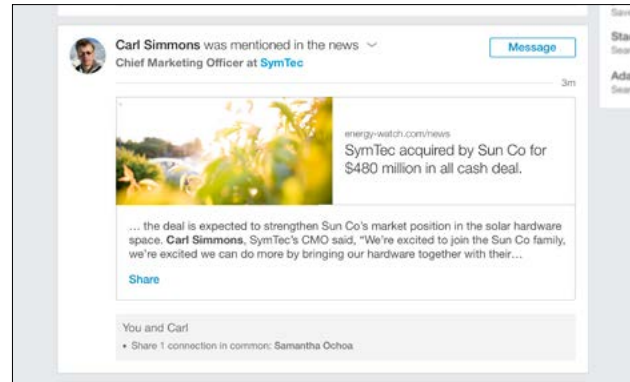 Carl Simmons was mentioned in the news
Message
Chief Marketing Officer at SymTec
3m
energy-watch.com/news
SymTec acquired by Sun Co for
$480 million in all cash deal.
… the deal is expected to strengthen Sun Co's market position in the solar hardware
space. Carl Simmons, SymTec's CMO said, "We're excited to join the Sun Co family,
we're excited we can do more by bringing our hardware together with their…
Share
You and Carl
• Share 1 connection in common: Samantha Ochoa